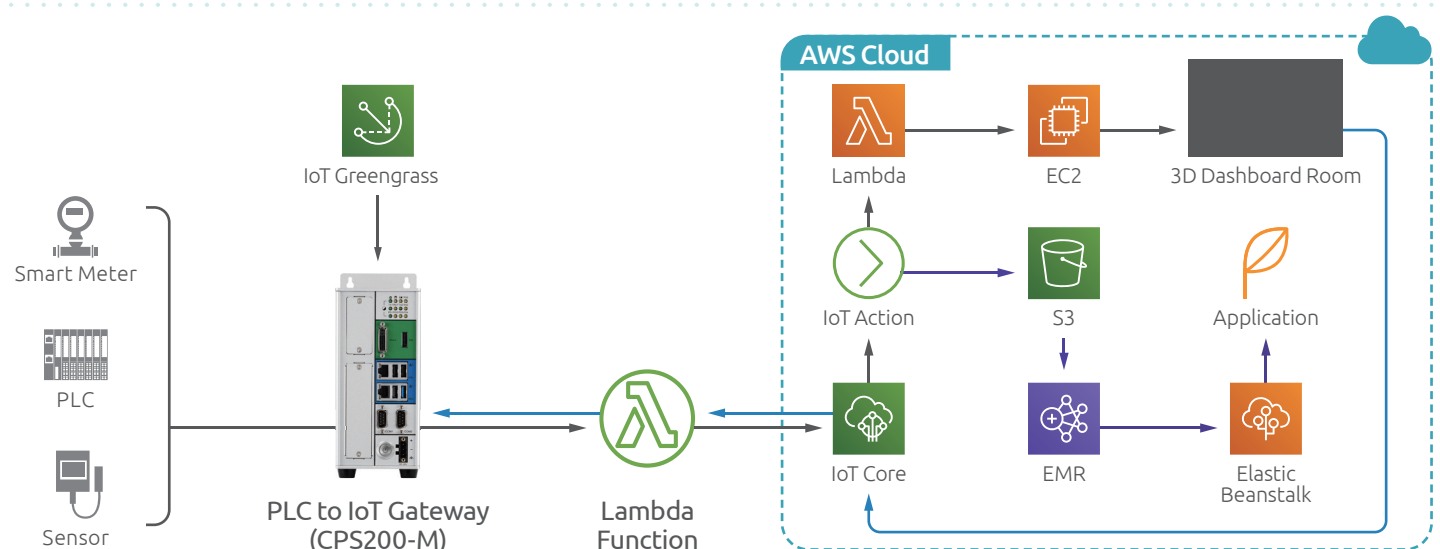 AWS Cloud
IoT Greengrass
Lambda
EC2
3D Dashboard Room
Smart Meter
IoT Action
S3
Application
PLC
IoT Core
EMR
Elastic
Beanstalk
Sensor
PLC to IoT Gateway
(CPS200-M)
Lambda
Function